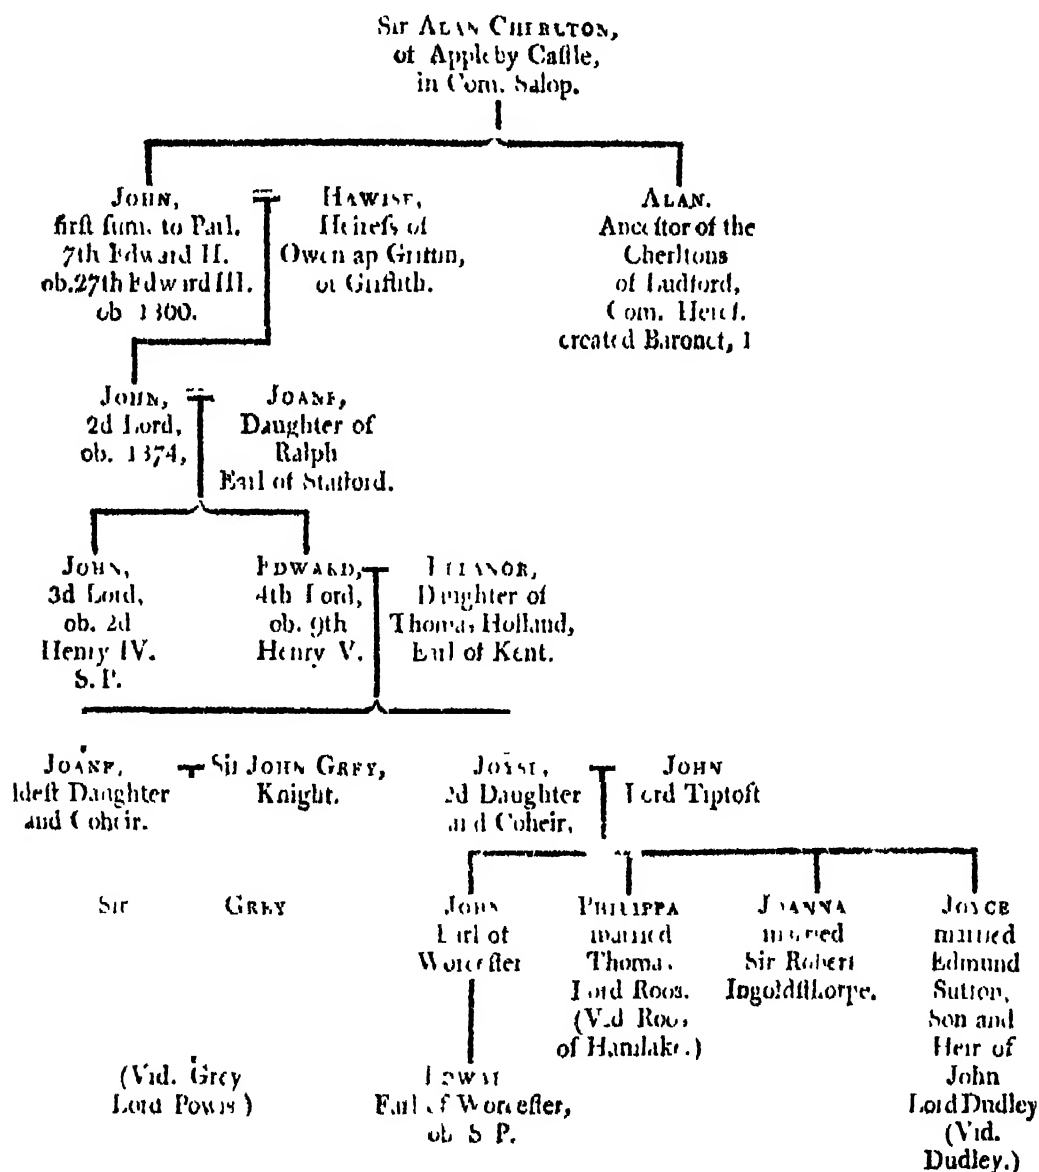 Sir ALAN CHERLTON,
of Appleby Castle,
in Com. Salop.
JOHN,
first sum. to Parl.
7th Edward II.
ob. 27th Edward III.
ob 1360.
HAWISE,
Heiress of
Owen ap Griffin,
or Griffith.
ALAN.
Ancestor of the
Cherltons
of Ludford,
Com. Heref.
created Baronet, 1
JOHN,
2d Lord,
ob. 1374,
JOANE,
Daughter of
Ralph
Earl of Stafford.
JOHN,
3d Lord,
ob. 2d
Henry IV.
S. P.
EDWARD,
4th Lord,
ob. 9th
Henry V.
ELEANOR,
Daughter of
Thomas Holland,
Earl of Kent.
JOANE,
ldest Daughter
and Coheir.
Sir JOHN GREY,
Knight.
2d Daughter
and Coheir.
JOHN
Lord Tiptoft
Sir GREY
JOHN
Earl of
Worcester
PHILIPPA
married
Thomas
Lord Roos.
(Vid Roos
of Hamlake.)
JOANNA
married
Sir Robert
Ingoldsthorpe.
JOYCE
married
Edmund
Sutton,
Son and
Heir of
John
Lord Dudley
(Vid.
Dudley.)
(Vid. Grey
Lord Powis)
Earl of Worcester,
ob S P.